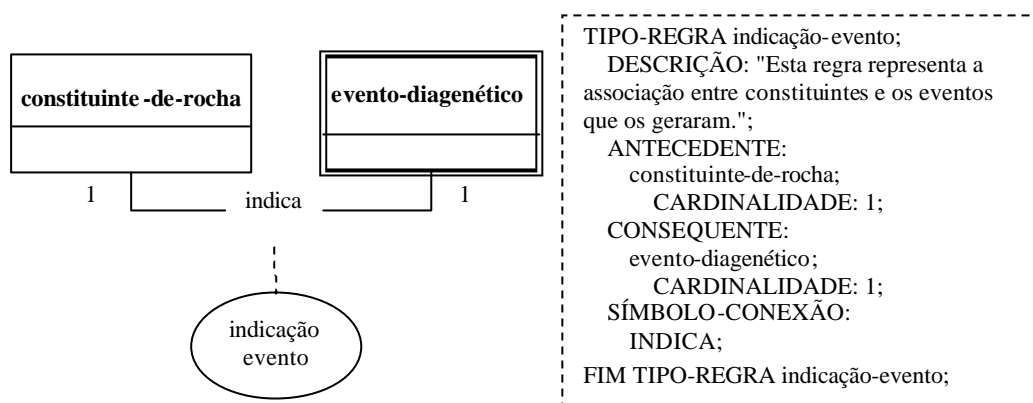 constituinte-de-rocha
evento-diagenético
1
indica
1
indicação
evento
TIPO-REGRA indicação-evento;
DESCRIÇÃO: "Esta regra representa a
associação entre constituintes e os eventos
que os geraram.";
ANTECEDENTE:
constituinte-de-rocha;
CARDINALIDADE: 1;
CONSEQUENTE:
evento-diagenético;
CARDINALIDADE: 1;
SÍMBOLO-CONEXÃO:
INDICA;
FIM TIPO-REGRA indicação-evento;